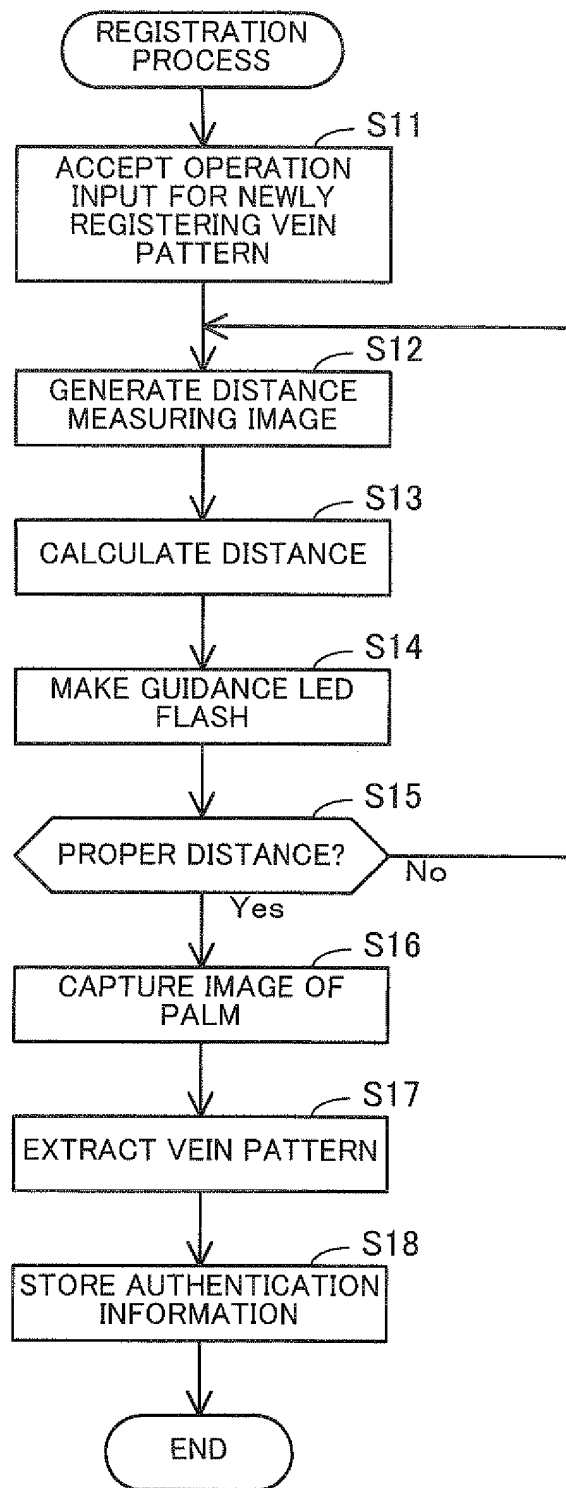 REGISTRATION
PROCESS
S11
ACCEPT OPERATION
INPUT FOR NEWLY
REGISTERING VEIN
PATTERN
S12
GENERATE DISTANCE
MEASURING IMAGE
S13
CALCULATE DISTANCE
S14
MAKE GUIDANCE LED
FLASH
S15
PROPER DISTANCE?
No
Yes
S16
CAPTURE IMAGE OF
PALM
S17
EXTRACT VEIN PATTERN
S18
STORE AUTHENTICATION
INFORMATION
END